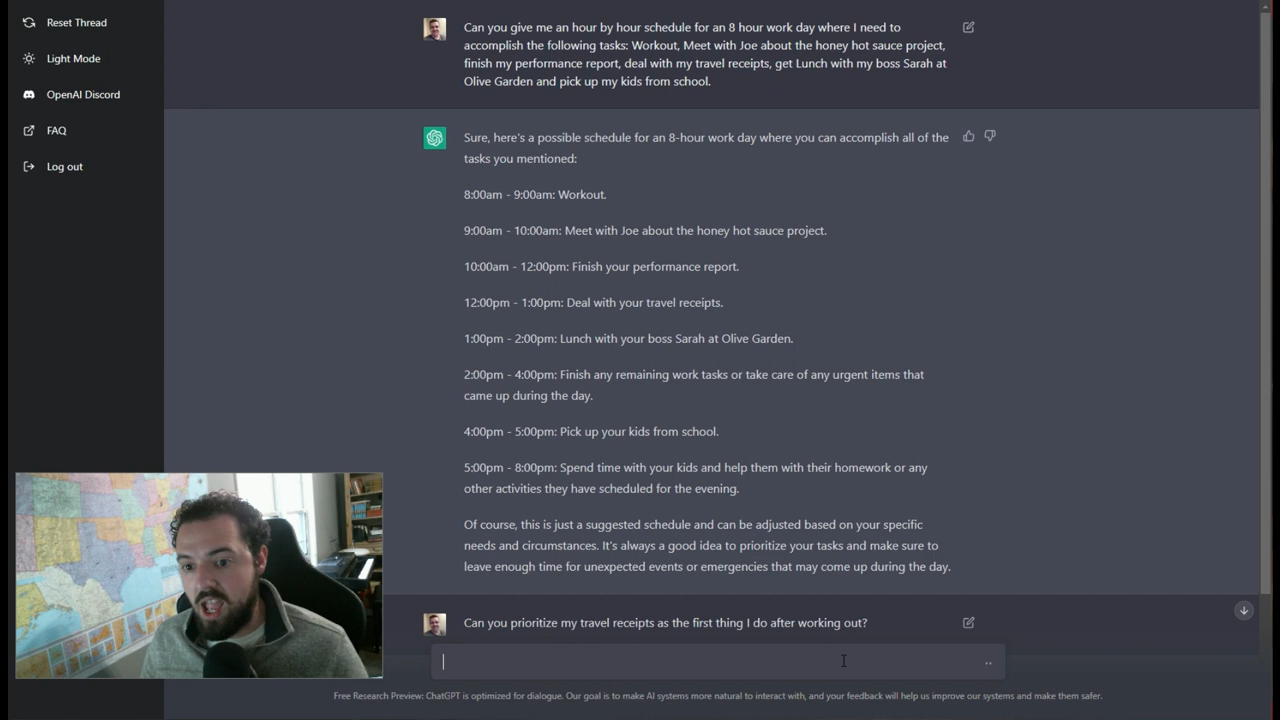 Reset Thread
Light Mode
OpenAI Discord
FAQ
Log out
Can you give me an hour by hour schedule for an 8 hour work day where I need to
accomplish the following tasks: Workout, Meet with Joe about the honey hot sauce project,
finish my performance report, deal with my travel receipts, get Lunch with my boss Sarah at
Olive Garden and pick up my kids from school.
Sure, here's a possible schedule for an 8-hour work day where you can accomplish all of the
tasks you mentioned:
8:00am - 9:00am: Workout.
9:00am - 10:00am: Meet with Joe about the honey hot sauce project.
10:00am - 12:00pm: Finish your performance report.
12:00pm - 1:00pm: Deal with your travel receipts.
1:00pm - 2:00pm: Lunch with your boss Sarah at Olive Garden.
2:00pm - 4:00pm: Finish any remaining work tasks or take care of any urgent items that
came up during the day.
4:00pm - 5:00pm: Pick up your kids from school.
5:00pm - 8:00pm: Spend time with your kids and help them with their homework or any
other activities they have scheduled for the evening.
Of course, this is just a suggested schedule and can be adjusted based on your specific
needs and circumstances. It's always a good idea to prioritize your tasks and make sure to
leave enough time for unexpected events or emergencies that may come up during the day.
Can you prioritize my travel receipts as the first thing I do after working out?
Free Research Preview: ChatGPT is optimized for dialogue. Our goal is to make AI systems more natural to interact with, and your feedback will help us improve our systems and make them safer.